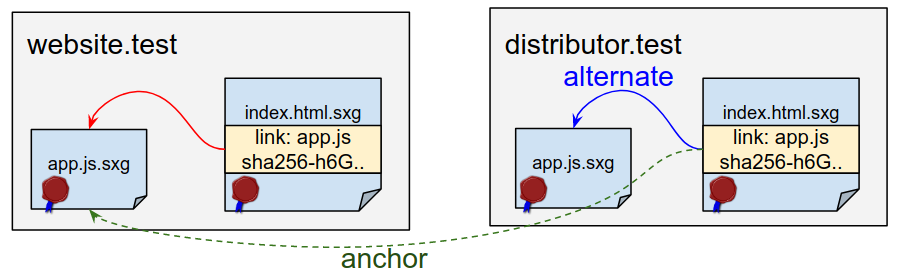 website.test
index.html.sxg
link: app.js
sha256-h6G..
app.js.sxg
distributor.test
alternate
index.html.sxg
link: app.js
sha256-h6G..
app.js.sxg
anchor